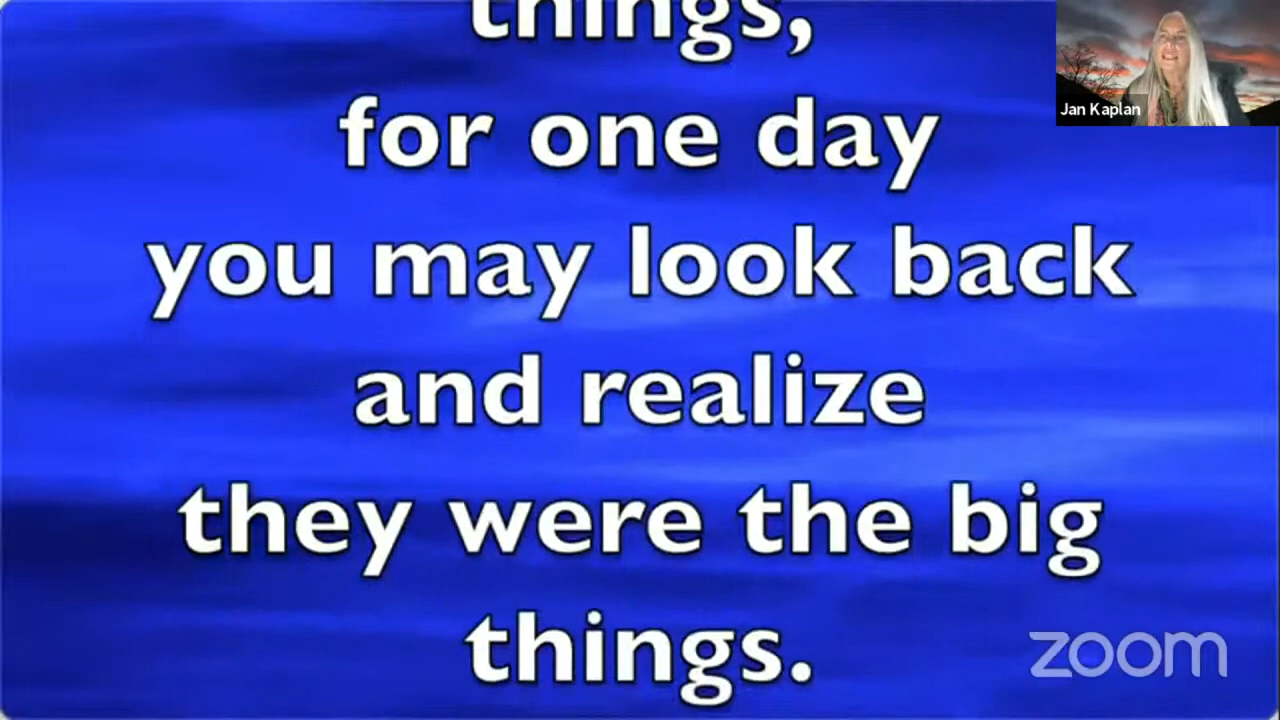 things,
for one day
you may look back
and realize
they were the big
things.
Jan Kaplan
zoom